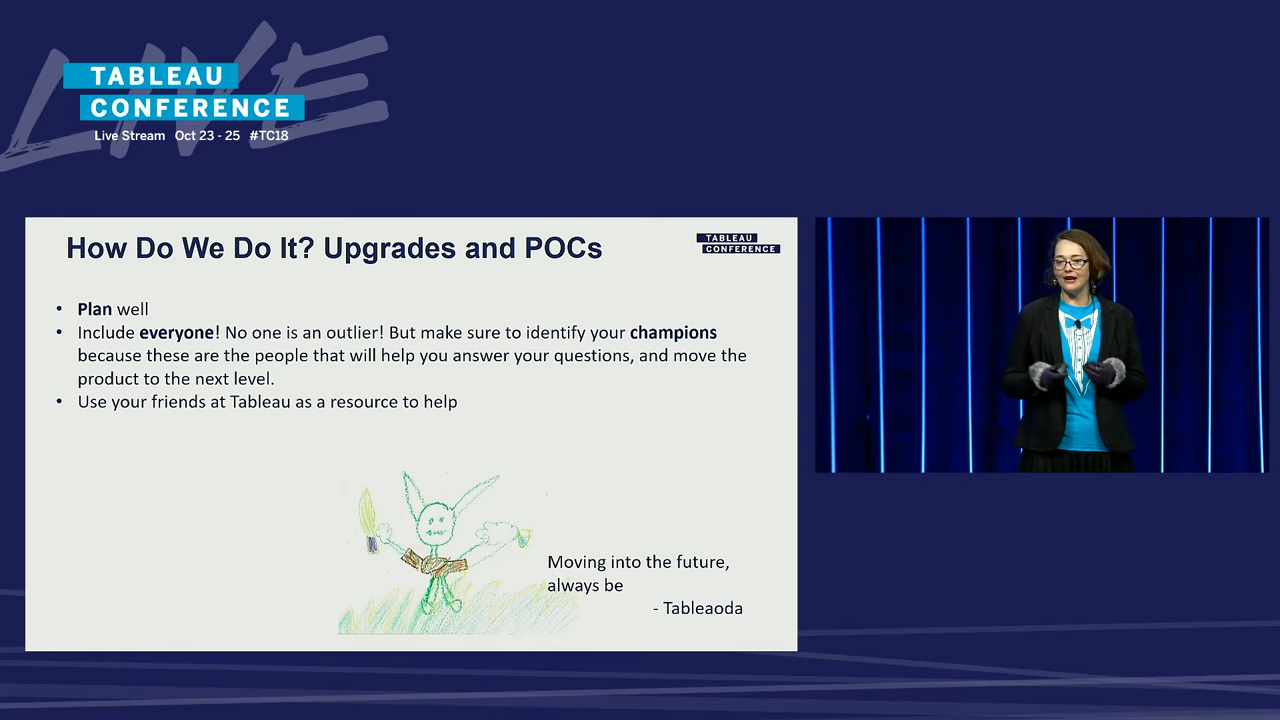 LIVE
TABLEAU
CONFERENCE
Live Stream Oct 23 - 25 #TC18
How Do We Do It? Upgrades and POCs
TABLEAU
CONFERENCE
• Plan well
• Include everyone! No one is an outlier! But make sure to identify your champions
because these are the people that will help you answer your questions, and move the
product to the next level.
• Use your friends at Tableau as a resource to help
Moving into the future,
always be
- Tableaoda